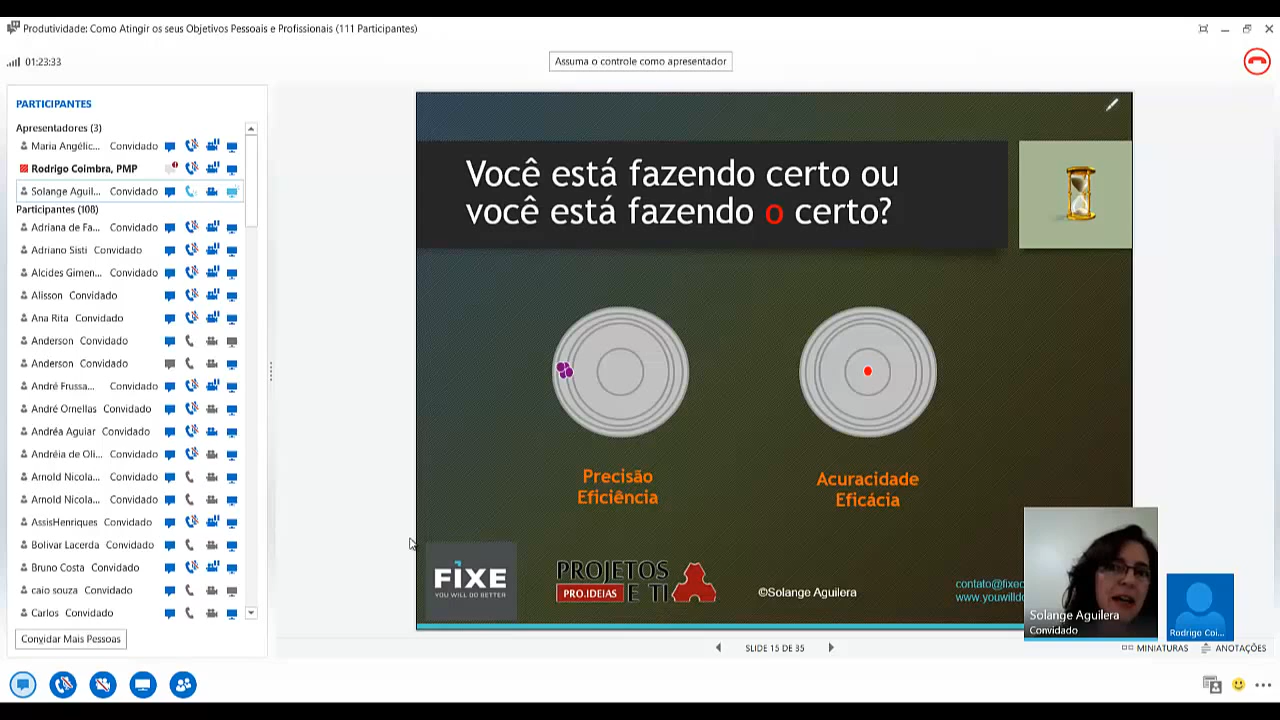 Produtividade: Como Atingir os seus Objetivos Pessoais e Profissionais (111 Participantes)
01:23:33
Assuma o controle como apresentador
PARTICIPANTES
Apresentadores (3)
Maria Angélic... Convidado
Rodrigo Coimbra, PMP
Solange Aguil... Convidado
Participantes (108)
Adriana de Fa... Convidado
Adriano Sisti Convidado
Alcides Gimen... Convidado
Alisson Convidado
Ana Rita Convidado
Anderson Convidado
Anderson Convidado
André Frussa... Convidado
André Ornellas Convidado
Andréa Aguiar Convidado
Andréia de Oli... Convidado
Arnold Nicola... Convidado
Arnold Nicola... Convidado
AssisHenriques Convidado
Bolivar Lacerda Convidado
Bruno Costa Convidado
caio souza Convidado
Carlos Convidado
Convidar Mais Pessoas
Você está fazendo certo ou
você está fazendo o certo?
Precisão
Eficiência
Acuracidade
Eficácia
FIXE
YOU WILL DO BETTER
PROJETOS
PRO.IDEIAS E TI
©Solange Aguilera
contato@fixec
www.youwilldo
Solange Aguilera
Convidado
Rodrigo Coi...
SLIDE 15 DE 35
MINIATURAS
ANOTAÇÕES